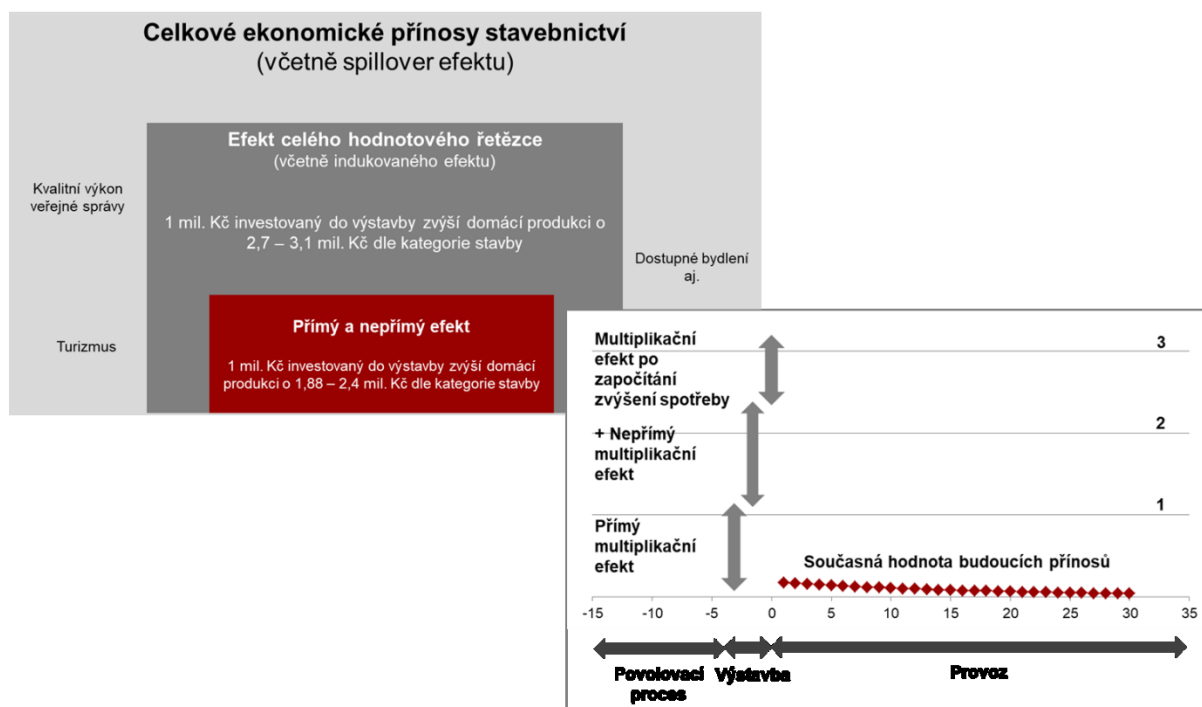 Celkové ekonomické přínosy stavebnictví
(včetně spillover efektu)
Efekt celého hodnotového řetězce
(včetně indukovaného efektu)
Kvalitní výkon
veřejné správy
1 mil. Kč investovaný do výstavby zvýší domácí produkci o
2,7 – 3,1 mil. Kč dle kategorie stavby
Dostupné bydlení
aj.
Turizmus
Přímý a nepřímý efekt
1 mil. Kč investovaný do výstavby zvýší domácí
produkci o 1,88 – 2,4 mil. Kč dle kategorie stavby
Multiplikační
efekt po
započítání
zvýšení spotřeby
3
+ Nepřímý
multiplikační
efekt
2
1
Přímý
multiplikační
efekt
Současná hodnota budoucích přínosů
-15 -10 -5 0 5 10 15 20 25 30 35
Povolovací
proces
Výstavba
Provoz